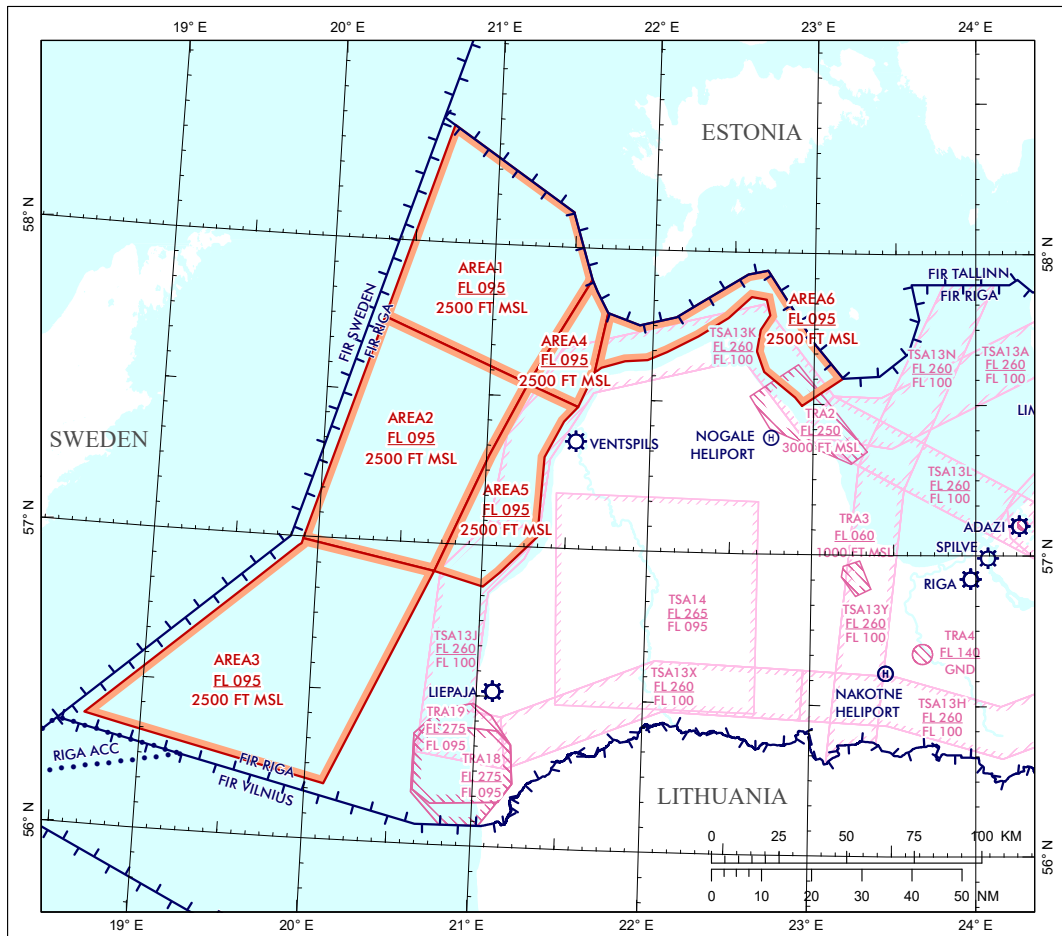 19° E
20° E
21° E
22° E
23° E
24° E
ESTONIA
58° N
58° N
AREA1
FL 095
2500 FT MSL
FIR SWEDEN
FIR RIGA
FIR TALLINN
FIR RIGA
AREA6
FL 095
2500 FT MSL
AREA4
FL 095
2500 FT MSL
TSA13K
FL 260
FL 100
TSA13N
FL 260
FL 100
TSA13A
FL 260
FL 100
AREA2
FL 095
2500 FT MSL
TRA2
FL 250
3000 FT MSL
LIM
SWEDEN
VENTSPILS
NOGALE
HELIPORT
H
TSA13L
FL 260
FL 100
AREA5
FL 095
2500 FT MSL
57° N
57° N
TRA3
FL 060
1000 FT MSL
ADAZI
SPILVE
RIGA
TSA14
FL 265
FL 095
TSA13Y
FL 260
FL 100
TSA13J
FL 260
FL 100
TRA4
FL 140
GND
AREA3
FL 095
2500 FT MSL
LIEPAJA
TSA13X
FL 260
FL 100
H
NAKOTNE
HELIPORT
TSA13H
FL 260
FL 100
TRA19
FL 275
FL 095
RIGA ACC
FIR RIGA
FIR VILNIUS
TRA18
FL 275
FL 095
LITHUANIA
56° N
56° N
0 25 50 75 100 KM
0 10 20 30 40 50 NM
19° E
20° E
21° E
22° E
23° E
24° E